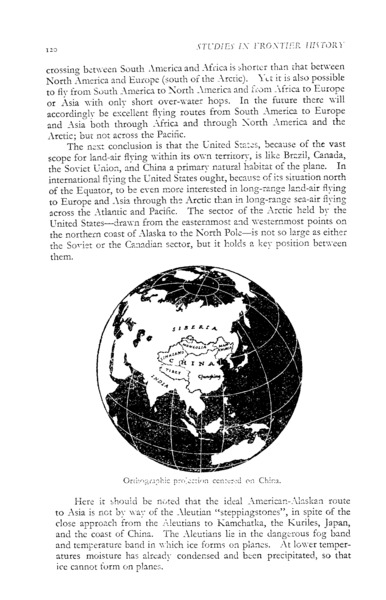 120
STUDIES IN FRONTIER HISTORY
crossing between South America and Africa is shorter than that between
North America and Europe (south of the Arctic). Yet it is also possible
to fly from South America to North America and from Africa to Europe
or Asia with only short over-water hops. In the future there will
accordingly be excellent flying routes from South America to Europe
and Asia both through Africa and through North America and the
Arctic; but not across the Pacific.
The next conclusion is that the United States, because of the vast
scope for land-air flying within its own territory, is like Brazil, Canada,
the Soviet Union, and China a primary natural habitat of the plane. In
international flying the United States ought, because of its situation north
of the Equator, to be even more interested in long-range land-air flying
to Europe and Asia through the Arctic than in long-range sea-air flying
across the Atlantic and Pacific. The sector of the Arctic held by the
United States—drawn from the easternmost and westernmost points on
the northern coast of Alaska to the North Pole—is not so large as either
the Soviet or the Canadian sector, but it holds a key position between
them.
SIBERIA
MONGOLIA
CHINA
TIBET
Chungking
INDIA
Orthographic projection centered on China.
Here it should be noted that the ideal American-Alaskan route
to Asia is not by way of the Aleutian "steppingstones", in spite of the
close approach from the Aleutians to Kamchatka, the Kuriles, Japan,
and the coast of China. The Aleutians lie in the dangerous fog band
and temperature band in which ice forms on planes. At lower temper-
atures moisture has already condensed and been precipitated, so that
ice cannot form on planes.